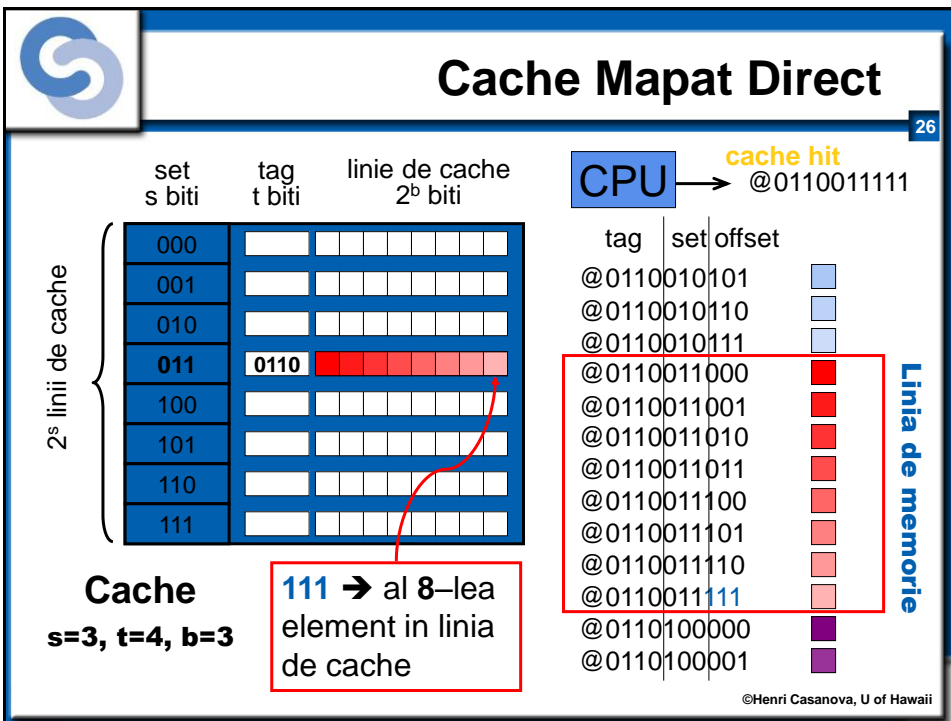 Cache Mapat Direct
26
set
s biti
tag
t biti
linie de cache
2ᵇ biti
2ˢ linii de cache
000
001
010
011 0110
100
101
110
111
Cache
s=3, t=4, b=3
111 ➔ al 8–lea
element in linia
de cache
CPU
cache hit
@0110011111
tag set offset
@0110010101
@0110010110
@0110010111
@0110011000
@0110011001
@0110011010
@0110011011
@0110011100
@0110011101
@0110011110
@0110011111
@0110100000
@0110100001
Linia de memorie
©Henri Casanova, U of Hawaii